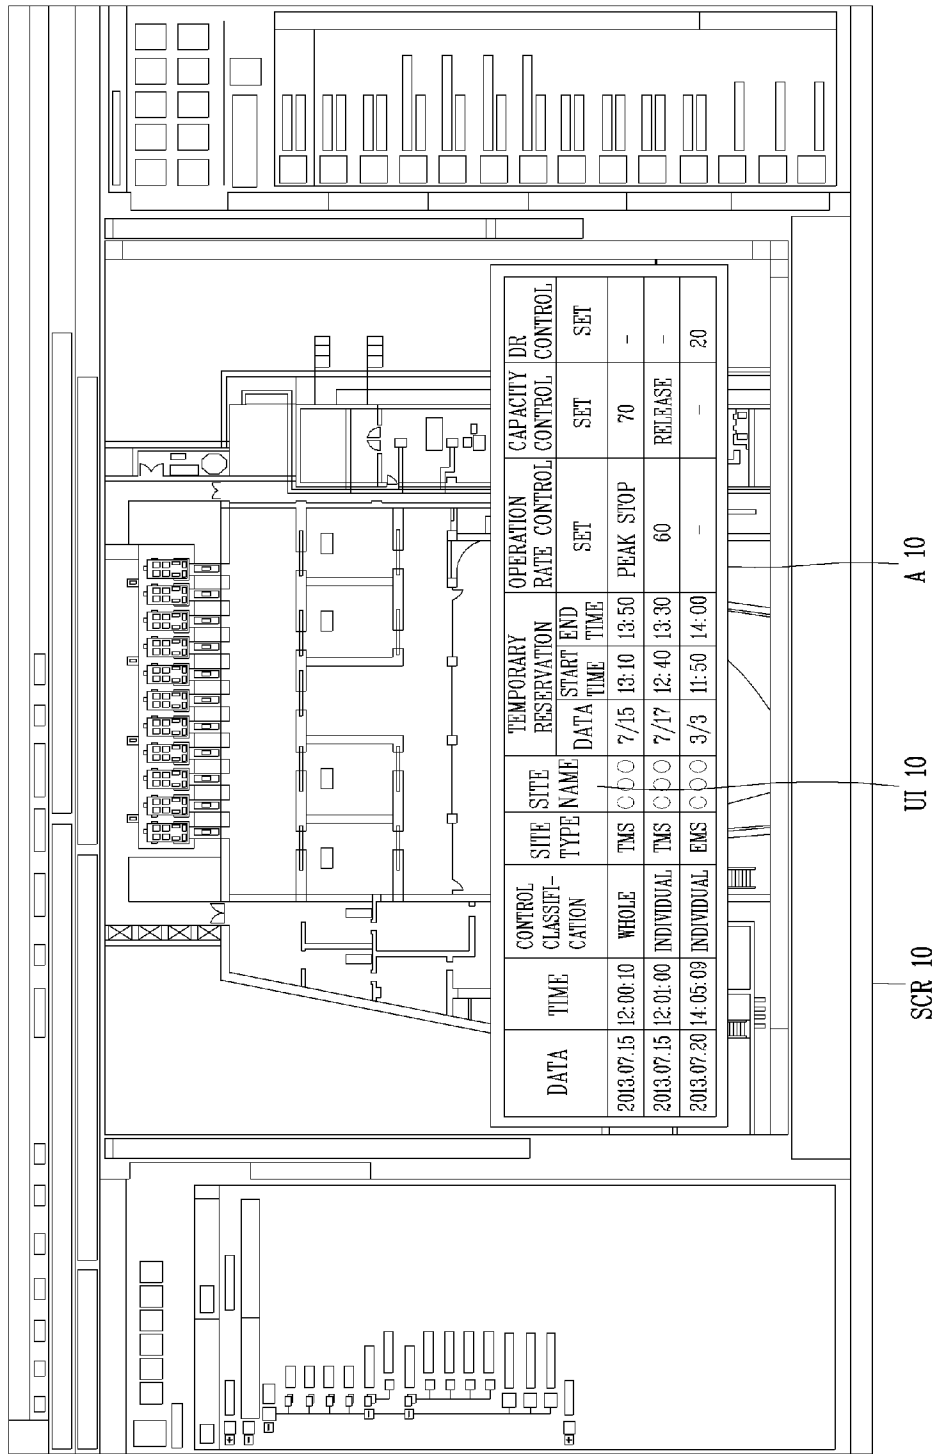 DATA TIME CONTROL CLASSIFI- CATION SITE TYPE SITE NAME TEMPORARY RESERVATION OPERATION RATE CONTROL CAPACITY CONTROL DR CONTROL
DATA START TIME END TIME SET SET SET
2013.07.15 12:00:10 WHOLE TMS ○○○ 7/15 13:10 13:50 PEAK STOP 70 -
2013.07.15 12:01:00 INDIVIDUAL TMS ○○○ 7/17 12:40 13:30 60 RELEASE -
2013.07.20 14:05:09 INDIVIDUAL EMS ○○○ 3/3 11:50 14:00 - - 20
SCR 10
UI 10
A 10